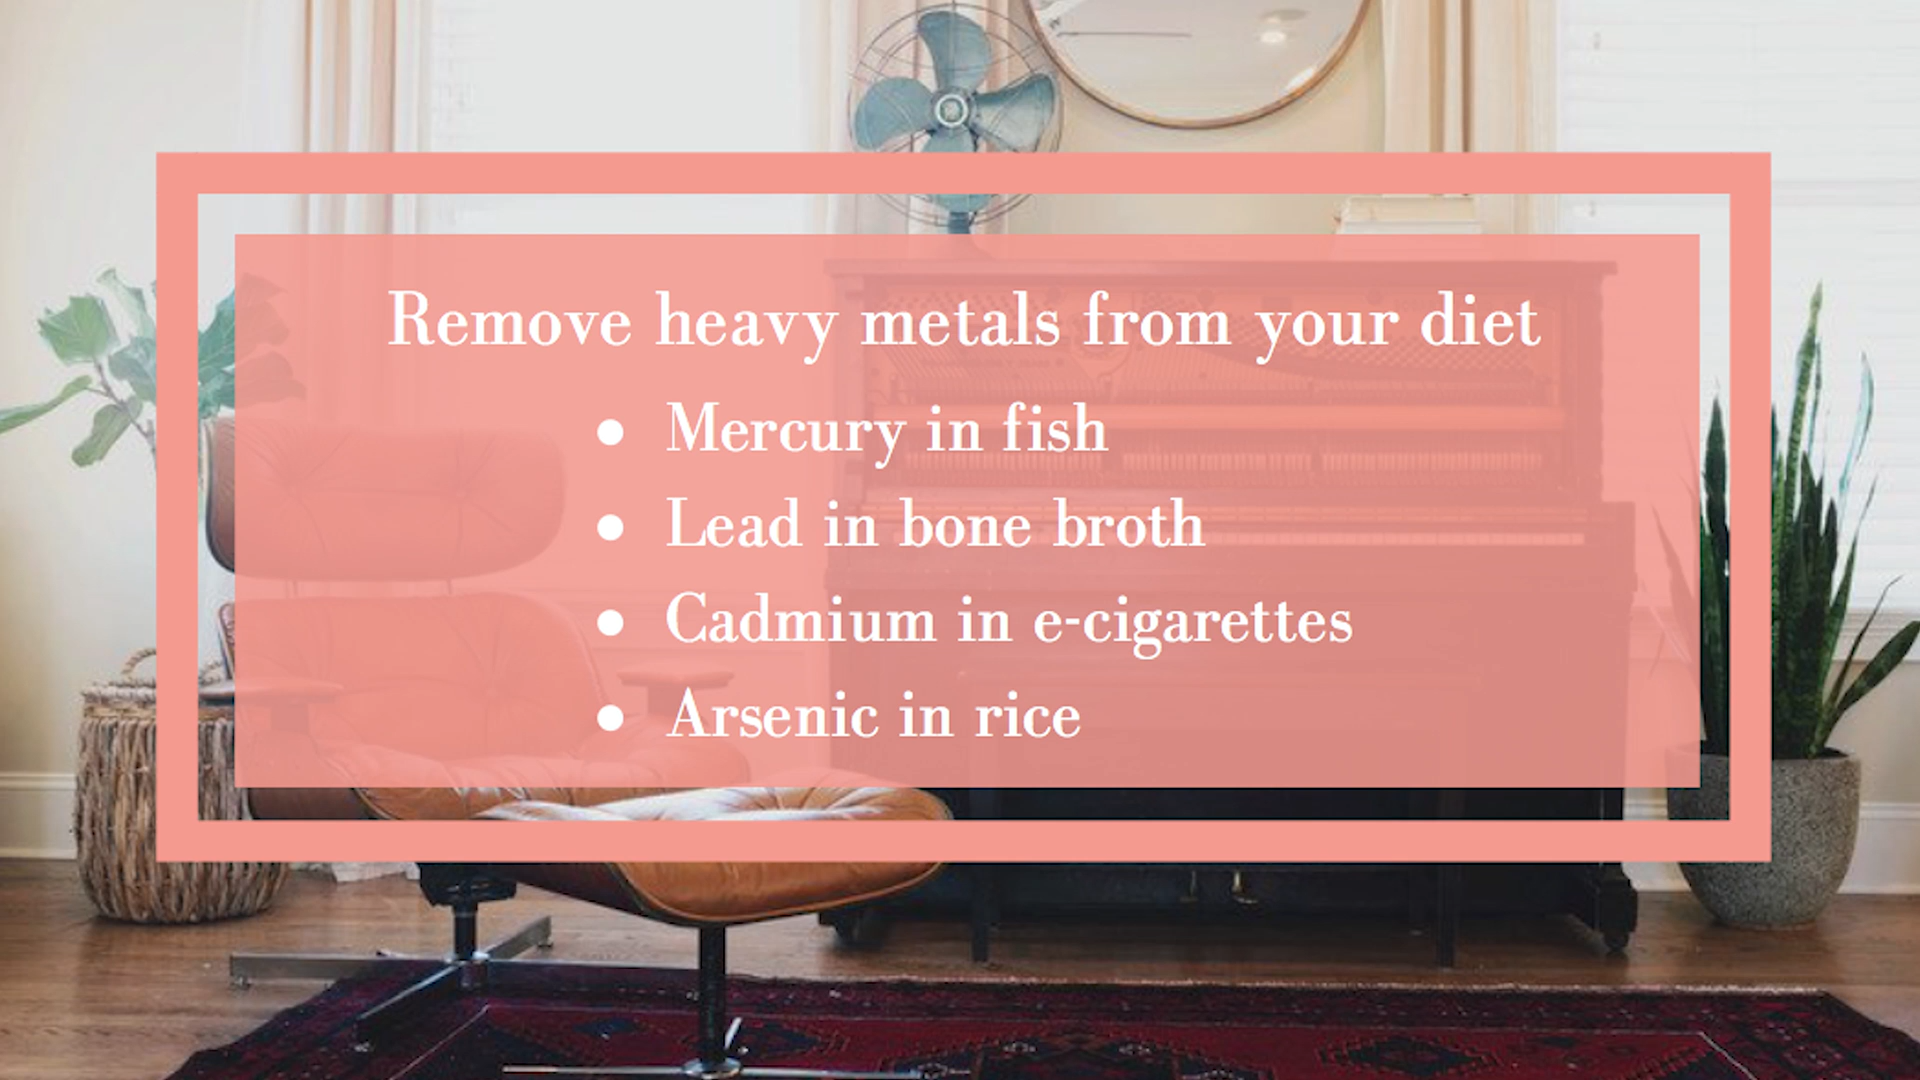 Remove heavy metals from your diet
● Mercury in fish
● Lead in bone broth
● Cadmium in e-cigarettes
● Arsenic in rice